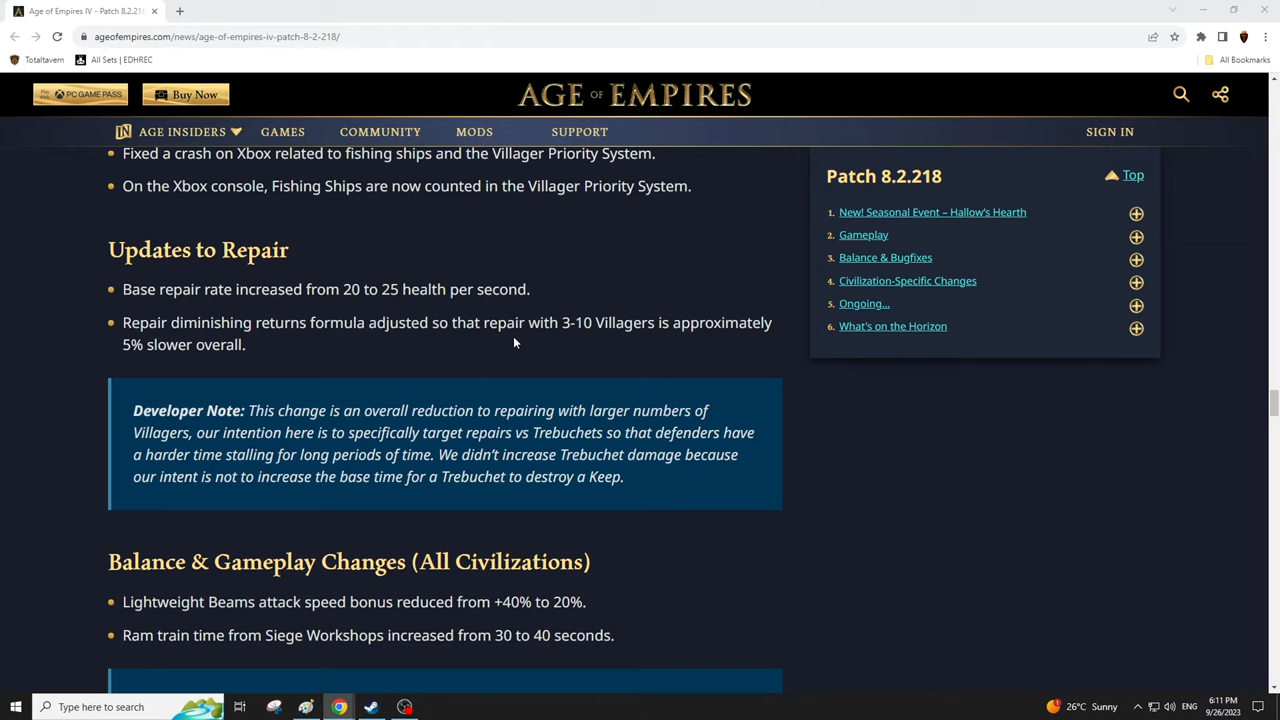 Age of Empires IV - Patch 8.2.218
ageofempires.com/news/age-of-empires-iv-patch-8-2-218/
Totaltavern
All Sets | EDHREC
All Bookmarks
PC GAME PASS
Buy Now
AGE OF EMPIRES
AGE INSIDERS
GAMES
COMMUNITY
MODS
SUPPORT
SIGN IN
Fixed a crash on Xbox related to fishing ships and the Villager Priority System.
On the Xbox console, Fishing Ships are now counted in the Villager Priority System.
Updates to Repair
Base repair rate increased from 20 to 25 health per second.
Repair diminishing returns formula adjusted so that repair with 3-10 Villagers is approximately
5% slower overall.
Developer Note: This change is an overall reduction to repairing with larger numbers of
Villagers, our intention here is to specifically target repairs vs Trebuchets so that defenders have
a harder time stalling for long periods of time. We didn't increase Trebuchet damage because
our intent is not to increase the base time for a Trebuchet to destroy a Keep.
Balance & Gameplay Changes (All Civilizations)
Lightweight Beams attack speed bonus reduced from +40% to 20%.
Ram train time from Siege Workshops increased from 30 to 40 seconds.
Patch 8.2.218
Top
1. New! Seasonal Event – Hallow's Hearth
2. Gameplay
3. Balance & Bugfixes
4. Civilization-Specific Changes
5. Ongoing...
6. What's on the Horizon
Type here to search
26°C Sunny
ENG
6:11 PM
9/26/2023